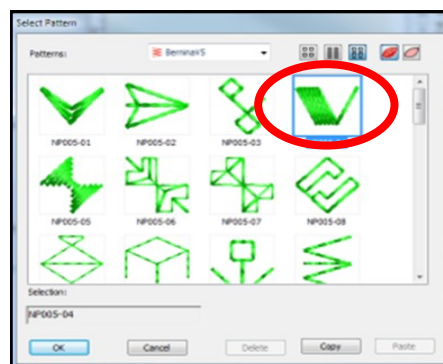 Select Pattern
Patterns:
BerninaV5
NP005-01 NP005-02 NP005-03
NP005-05 NP005-06 NP005-07 NP005-08
Selection:
NP005-04
OK Cancel Delete Copy Paste